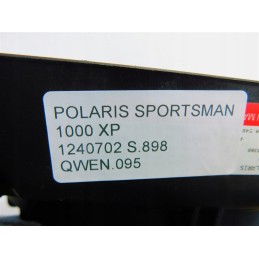 POLARIS SPORTSMAN
1000 XP
1240702 S.898
QWEN.095